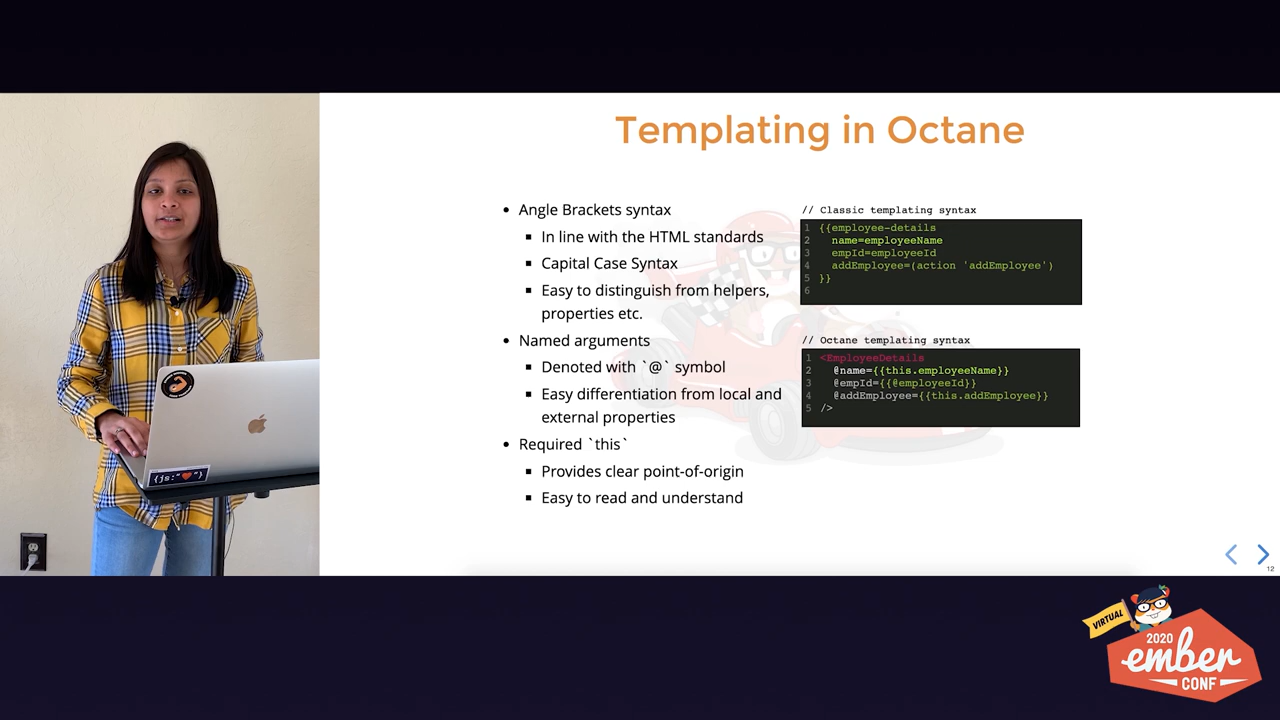 Templating in Octane
Angle Brackets syntax
In line with the HTML standards
Capital Case Syntax
Easy to distinguish from helpers,
properties etc.
Named arguments
Denoted with `@` symbol
Easy differentiation from local and
external properties
Required `this`
Provides clear point-of-origin
Easy to read and understand
// Classic templating syntax
1 {{employee-details
2 name=employeeName
3 empId=employeeId
4 addEmployee=(action 'addEmployee')
5 }}
6
// Octane templating syntax
1 <EmployeeDetails
2 @name={{this.employeeName}}
3 @empId={{@employeeId}}
4 @addEmployee={{this.addEmployee}}
5 />
{js:"❤"}
12
VIRTUAL
2020
ember
CONF